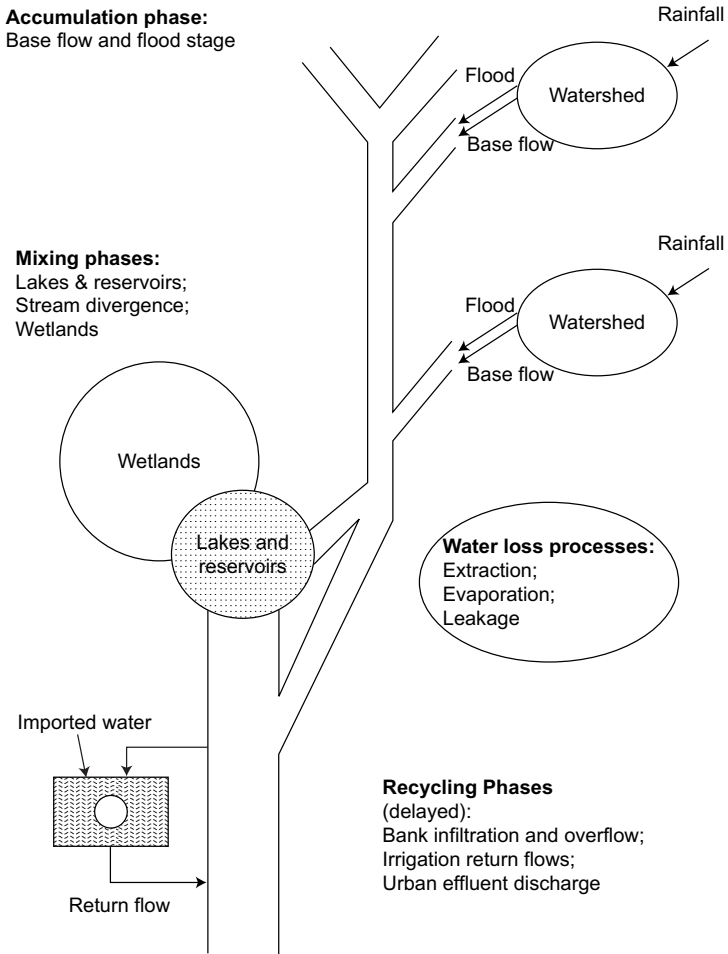 Accumulation phase:
Base flow and flood stage
Rainfall
Flood
Watershed
Base flow
Rainfall
Mixing phases:
Lakes & reservoirs;
Stream divergence;
Wetlands
Flood
Watershed
Base flow
Wetlands
Lakes and
reservoirs
Water loss processes:
Extraction;
Evaporation;
Leakage
Imported water
Recycling Phases
(delayed):
Bank infiltration and overflow;
Irrigation return flows;
Urban effluent discharge
Return flow